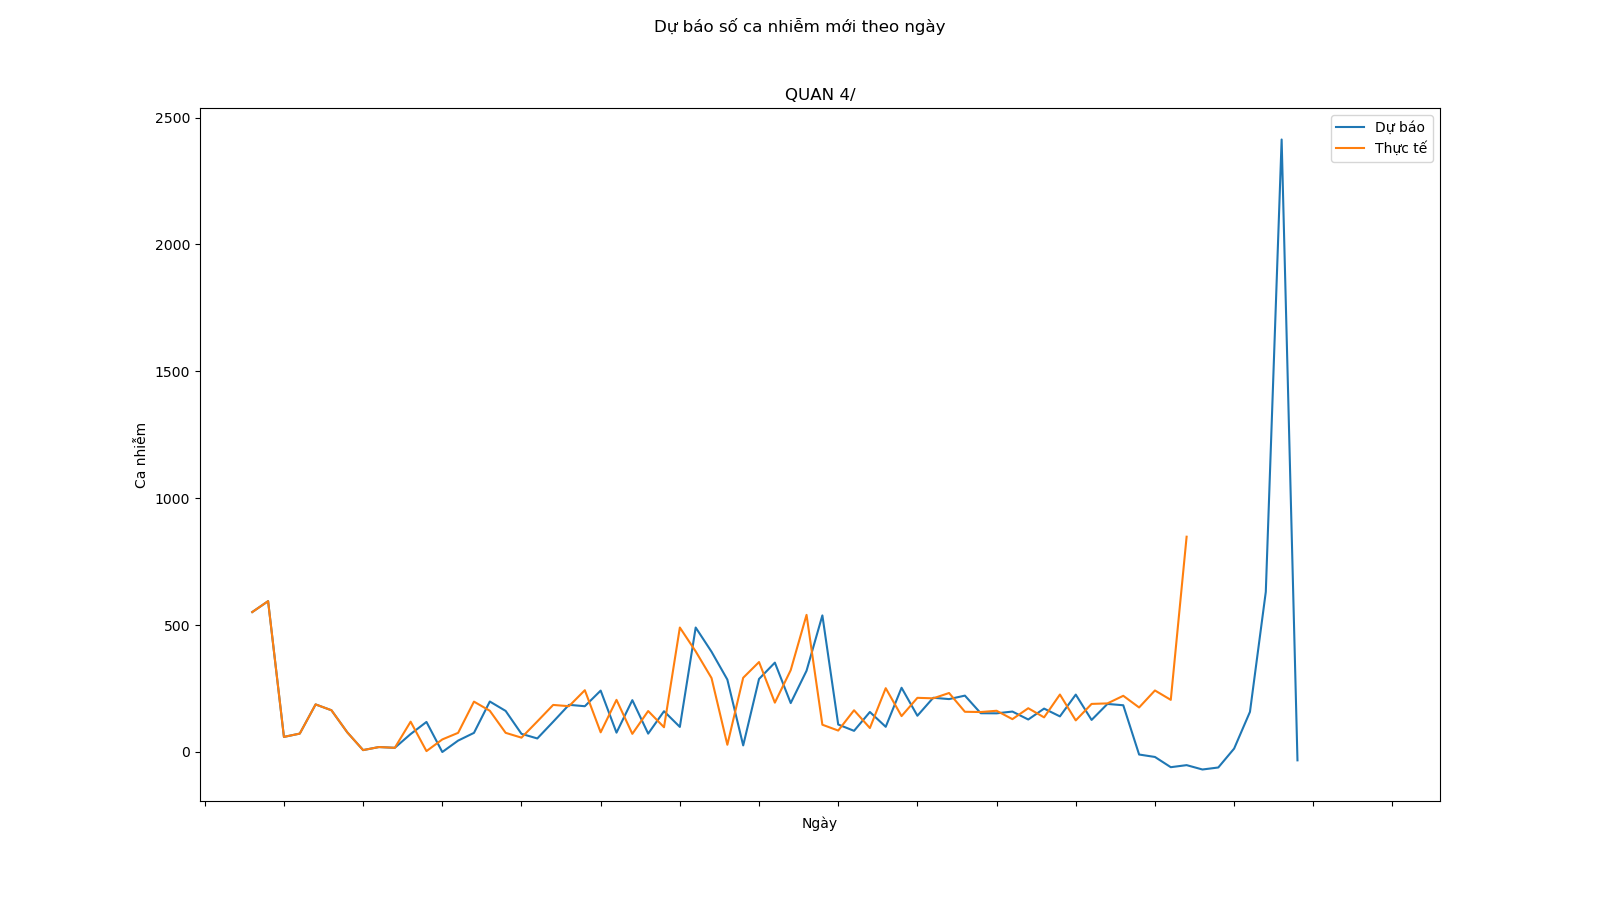 Dự báo số ca nhiễm mới theo ngày
QUAN 4/
2500
2000
1500
1000
500
0
Ca nhiễm
Dự báo
Thực tế
Ngày